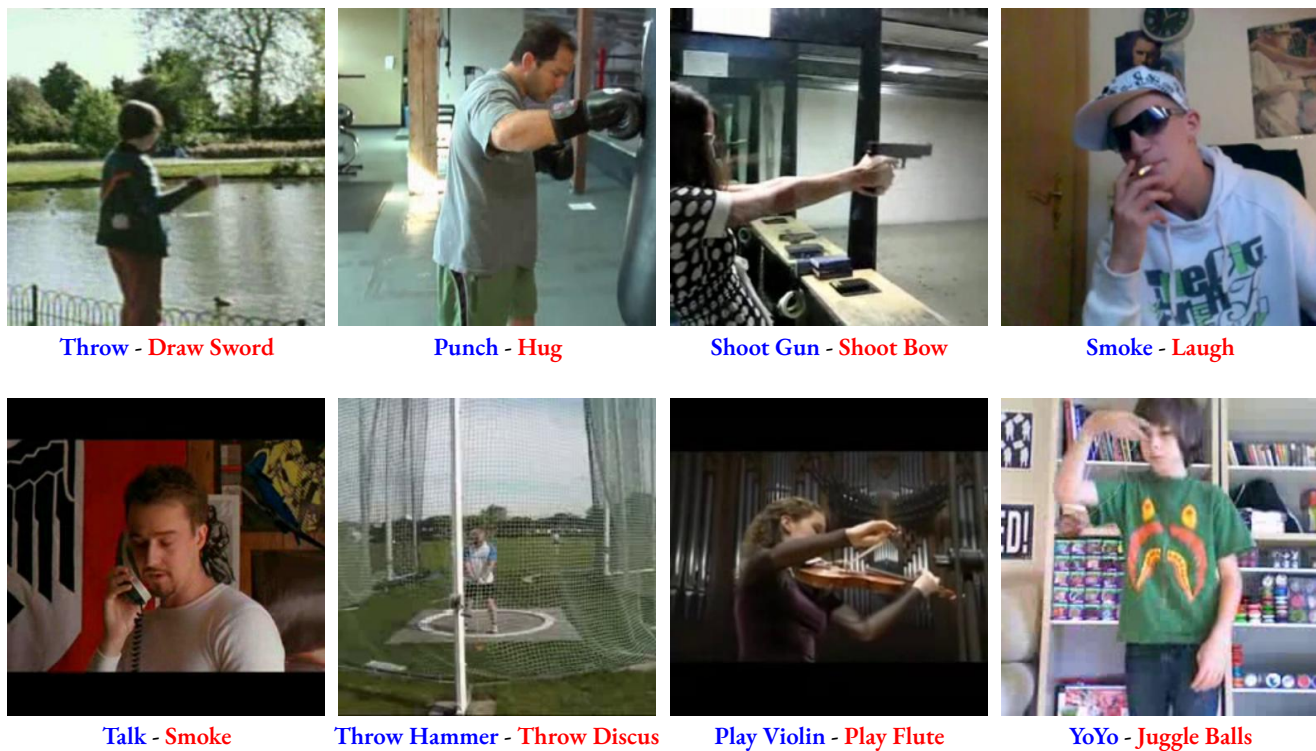 Throw - Draw Sword
Punch - Hug
Shoot Gun - Shoot Bow
Smoke - Laugh
Talk - Smoke
Throw Hammer - Throw Discus
Play Violin - Play Flute
YoYo - Juggle Balls
D!